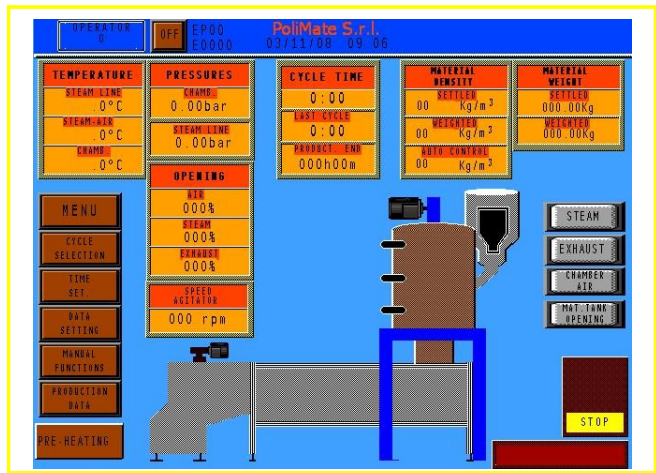 OPERATOR
0
OFF
EP00
E0000
PoliMate S.r.l.
03/11/08 09 06
TEMPERATURE
STEAM LINE
.0°C
STEAM-AIR
.0°C
CHAMB.
.0°C
PRESSURES
CHAMB.
0.00bar
STEAM LINE
0.00bar
OPENING
AIR
000%
STEAM
000%
EXHAUST
000%
SPEED
AGITATOR
000 rpm
CYCLE TIME
0:00
LAST CYCLE
0:00
PRODUCT. END
000h00m
MATERIAL
DENSITY
SETTLED
00 Kg/m³
WEIGHTED
00 Kg/m³
AUTO CONTROL
00 Kg/m³
MATERIAL
WEIGHT
SETTLED
000.00Kg
WEIGHTED
000.00Kg
MENU
CYCLE
SELECTION
TIME
SET.
DATA
SETTING
MANUAL
FUNCTIONS
PRODUCTION
DATA
PRE-HEATING
STEAM
EXHAUST
CHAMBER
AIR
MAT.TANK
OPENING
STOP